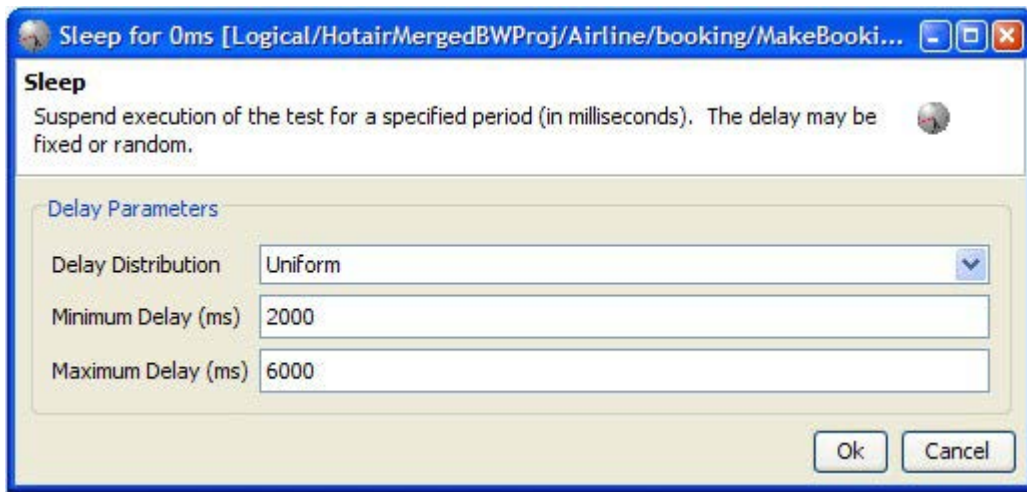 Sleep for 0ms [Logical/HotairMergedBWProj/Airline/booking/MakeBooki...
Sleep
Suspend execution of the test for a specified period (in milliseconds). The delay may be
fixed or random.
Delay Parameters
Delay Distribution Uniform
Minimum Delay (ms) 2000
Maximum Delay (ms) 6000
Ok Cancel